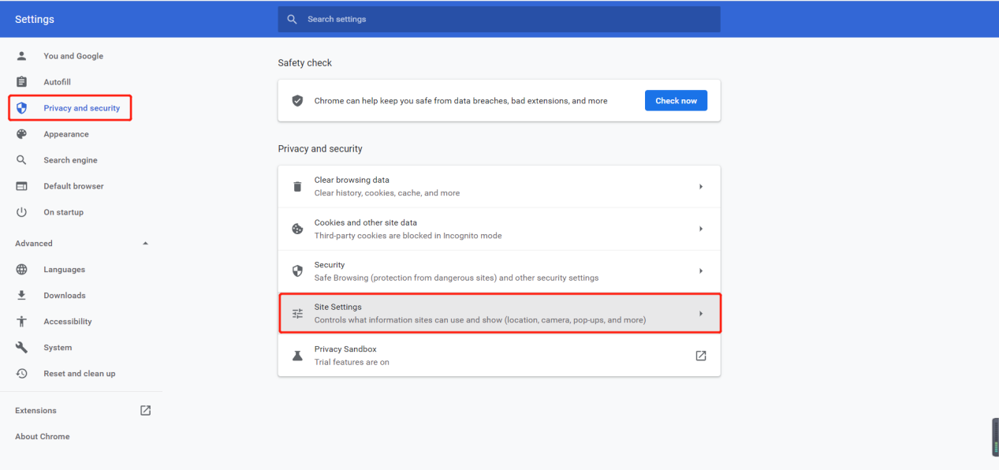 Settings
Search settings
You and Google
Autofill
Privacy and security
Appearance
Search engine
Default browser
On startup
Advanced
Languages
Downloads
Accessibility
System
Reset and clean up
Extensions
About Chrome
Safety check
Chrome can help keep you safe from data breaches, bad extensions, and more
Check now
Privacy and security
Clear browsing data
Clear history, cookies, cache, and more
Cookies and other site data
Third-party cookies are blocked in Incognito mode
Security
Safe Browsing (protection from dangerous sites) and other security settings
Site Settings
Controls what information sites can use and show (location, camera, pop-ups, and more)
Privacy Sandbox
Trial features are on